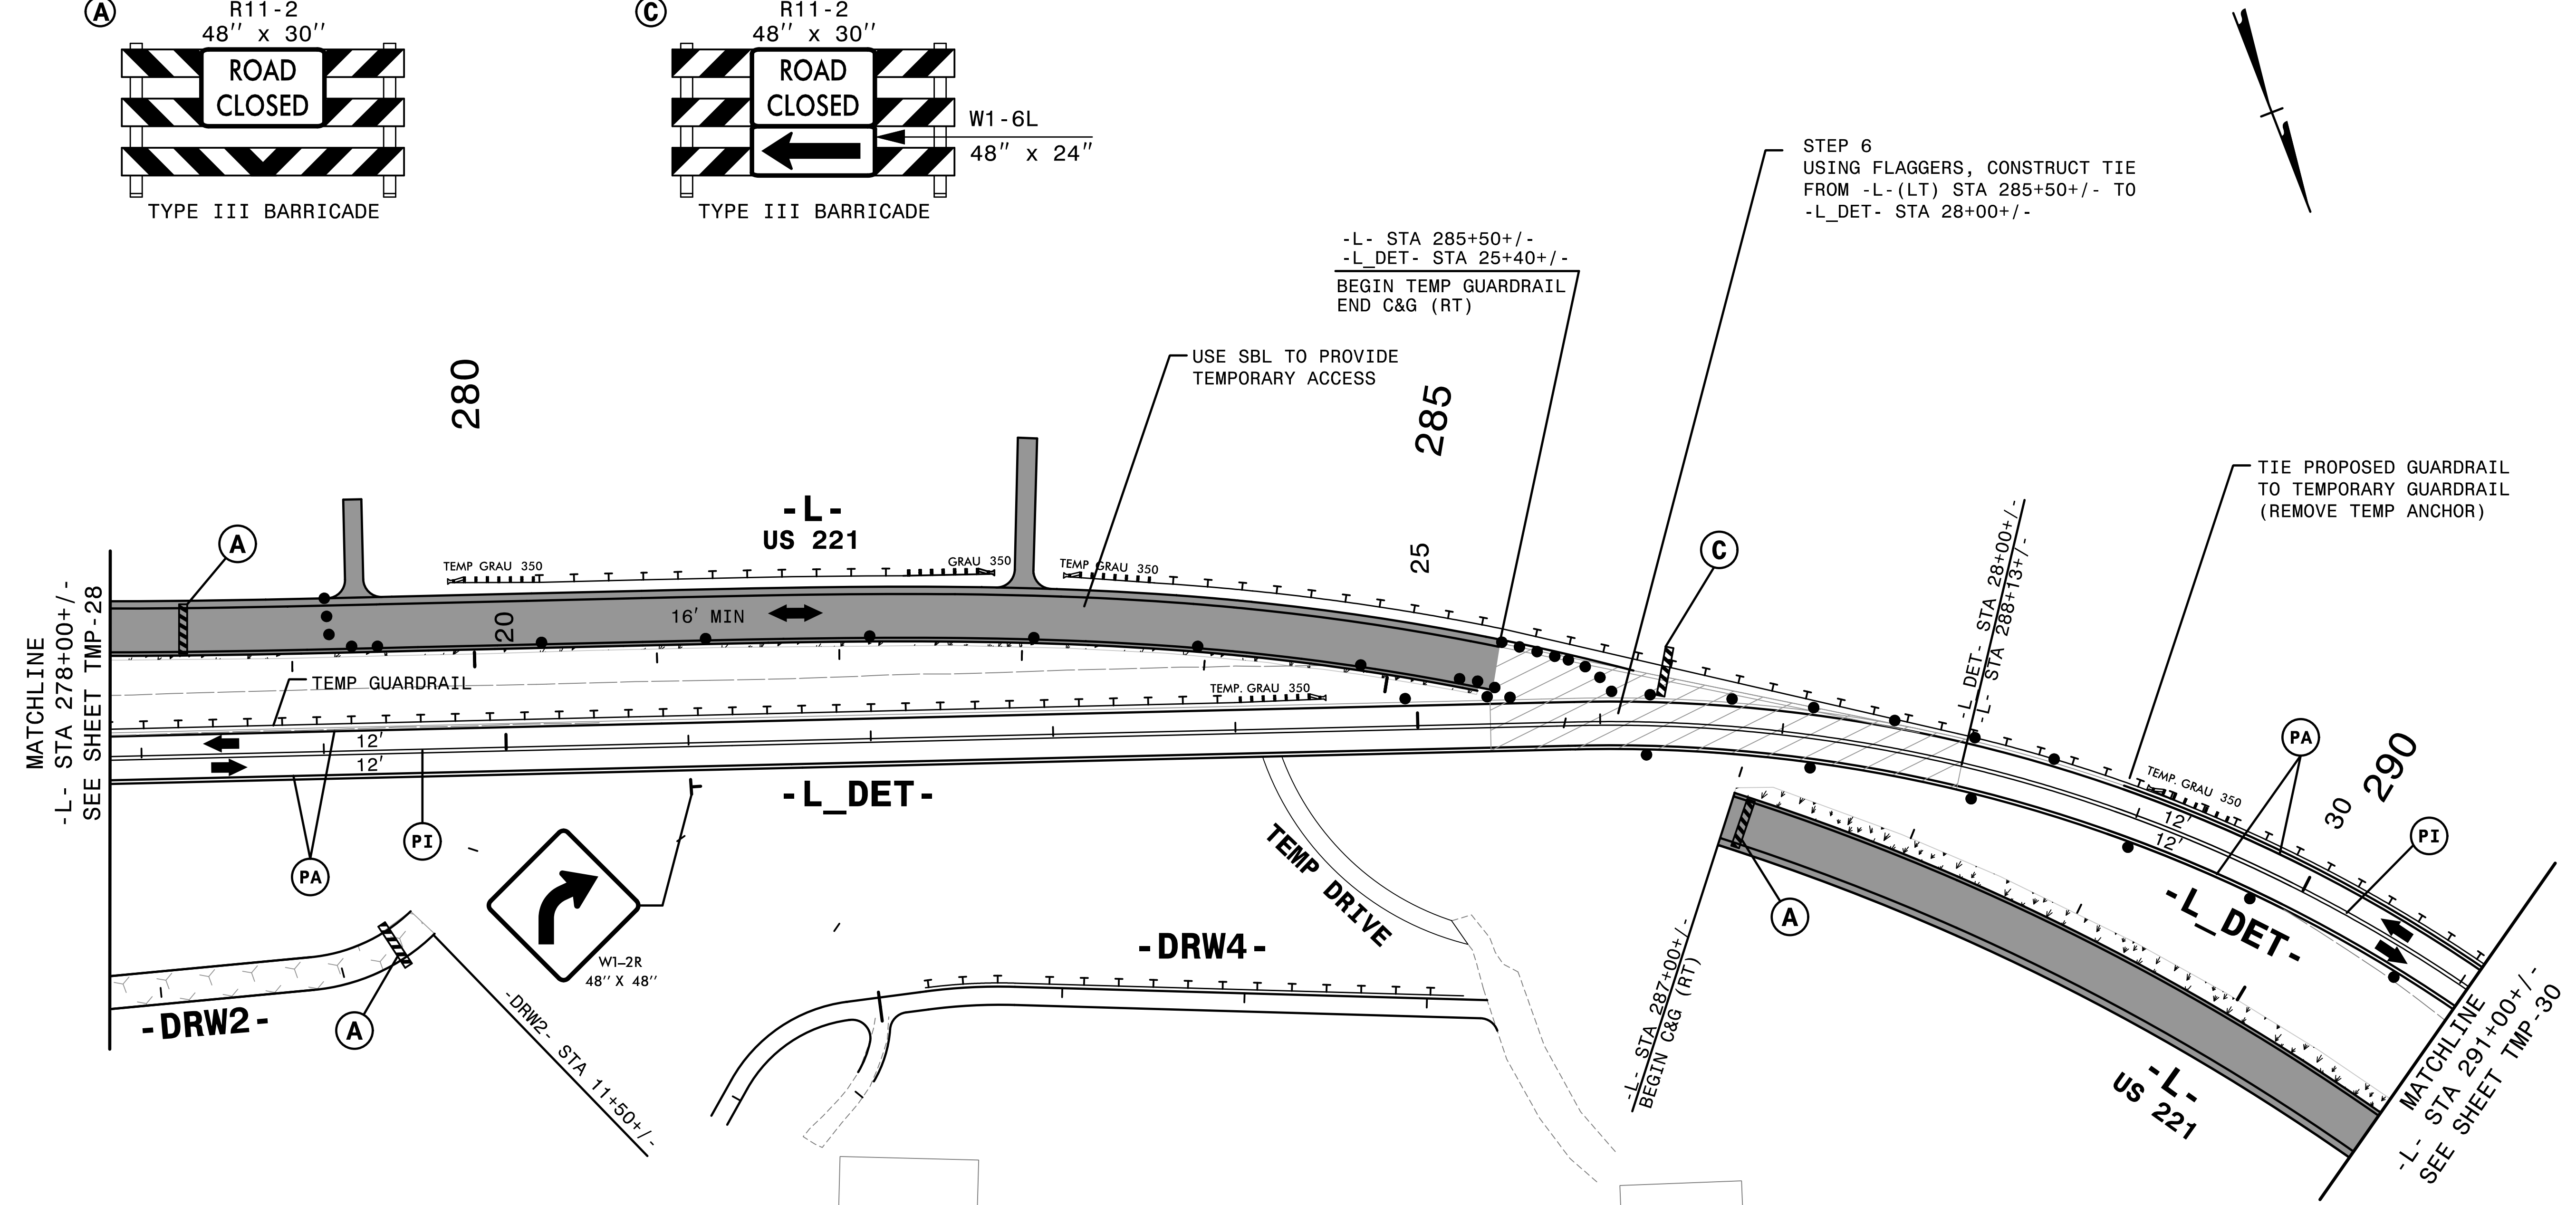 A
R11-2
48" x 30"
ROAD
CLOSED
TYPE III BARRICADE
C
R11-2
48" x 30"
ROAD
CLOSED
W1-6L
48" x 24"
TYPE III BARRICADE
STEP 6
USING FLAGGERS, CONSTRUCT TIE
FROM -L-(LT) STA 285+50+/- TO
-L_DET- STA 28+00+/-
-L- STA 285+50+/-
-L_DET- STA 25+40+/-
BEGIN TEMP GUARDRAIL
END C&G (RT)
USE SBL TO PROVIDE
TEMPORARY ACCESS
280
285
25
TIE PROPOSED GUARDRAIL
TO TEMPORARY GUARDRAIL
(REMOVE TEMP ANCHOR)
-L-
US 221
A
C
TEMP GRAU 350
GRAU 350
TEMP GRAU 350
-L_DET- STA 28+00+/-
-L- STA 288+13+/-
MATCHLINE
-L- STA 278+00+/-
SEE SHEET TMP-28
20
16' MIN
TEMP GUARDRAIL
TEMP. GRAU 350
12'
12'
PA
PI
-L_DET-
TEMP. GRAU 350
12'
12'
PA
30
290
PI
TEMP DRIVE
W1-2R
48" X 48"
-DRW4-
A
-L_DET-
-DRW2-
A
-DRW2- STA 11+50+/-
-L- STA 287+00+/-
BEGIN C&G (RT)
-L-
US 221
MATCHLINE
-L- STA 291+00+/-
SEE SHEET TMP-30